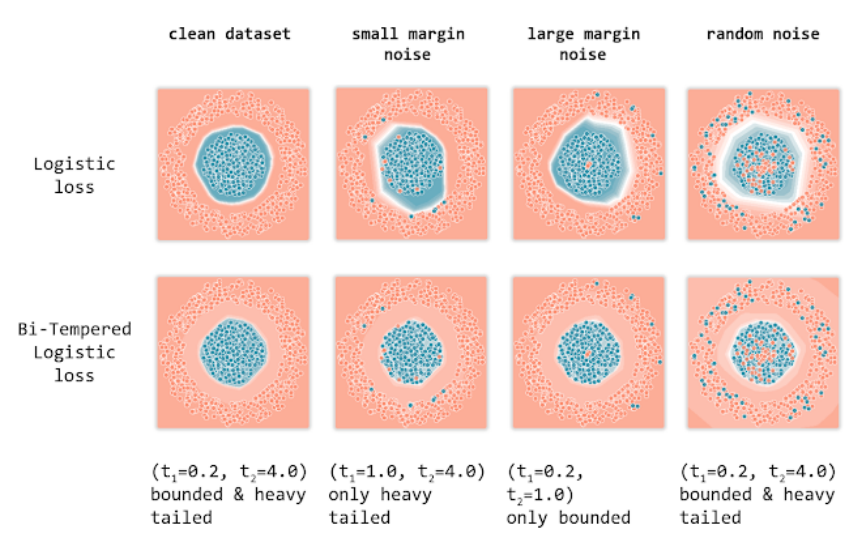 clean dataset
small margin
noise
large margin
noise
random noise
Logistic
loss
Bi-Tempered
Logistic
loss
(t₁=0.2, t₂=4.0)
bounded & heavy
tailed
(t₁=1.0, t₂=4.0)
only heavy
tailed
(t₁=0.2,
t₂=1.0)
only bounded
(t₁=0.2, t₂=4.0)
bounded & heavy
tailed